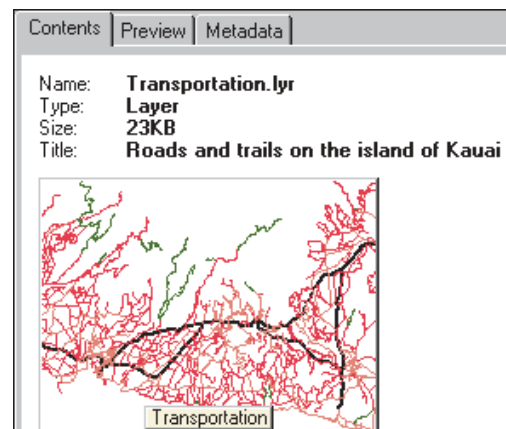 Contents Preview Metadata
Name: Transportation.lyr
Type: Layer
Size: 23KB
Title: Roads and trails on the island of Kauai
Transportation